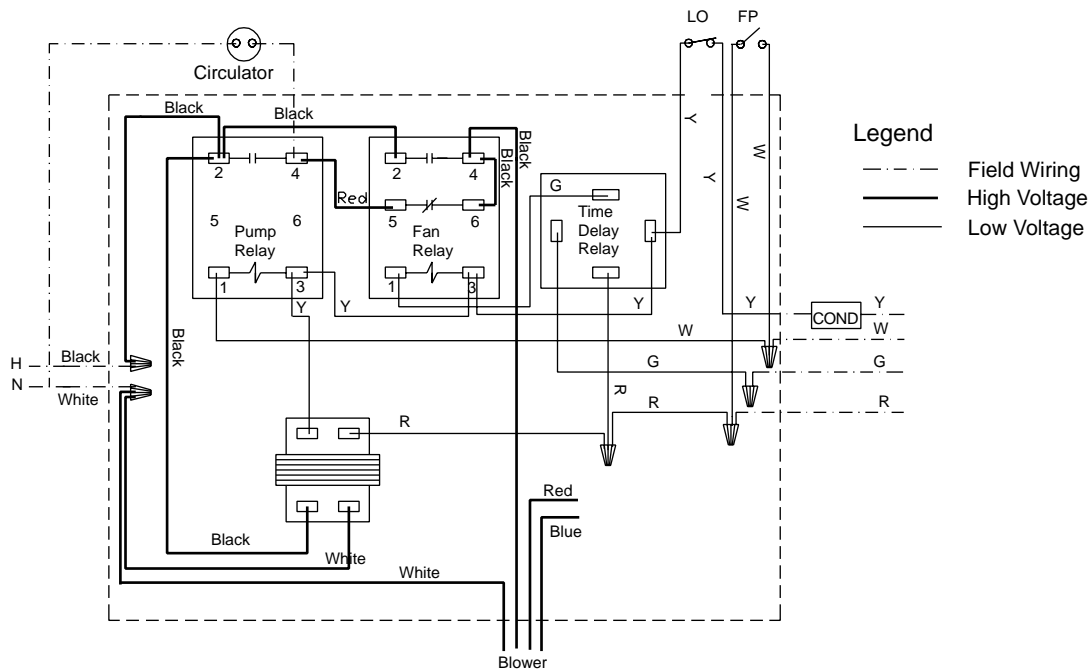 LO FP
Circulator
Black
Black
Black
Black
Legend
Field Wiring
High Voltage
Low Voltage
2 4
2 4
Red
5 6
5 6
Pump
Relay
Fan
Relay
G
Time
Delay
Relay
Y
Y
W
W
1 3
1 3
Y
Y
Y
Y
COND
Y
W
W
G
G
R
R
R
R
H
Black
N
White
Black
Black
White
White
Red
Blue
Blower